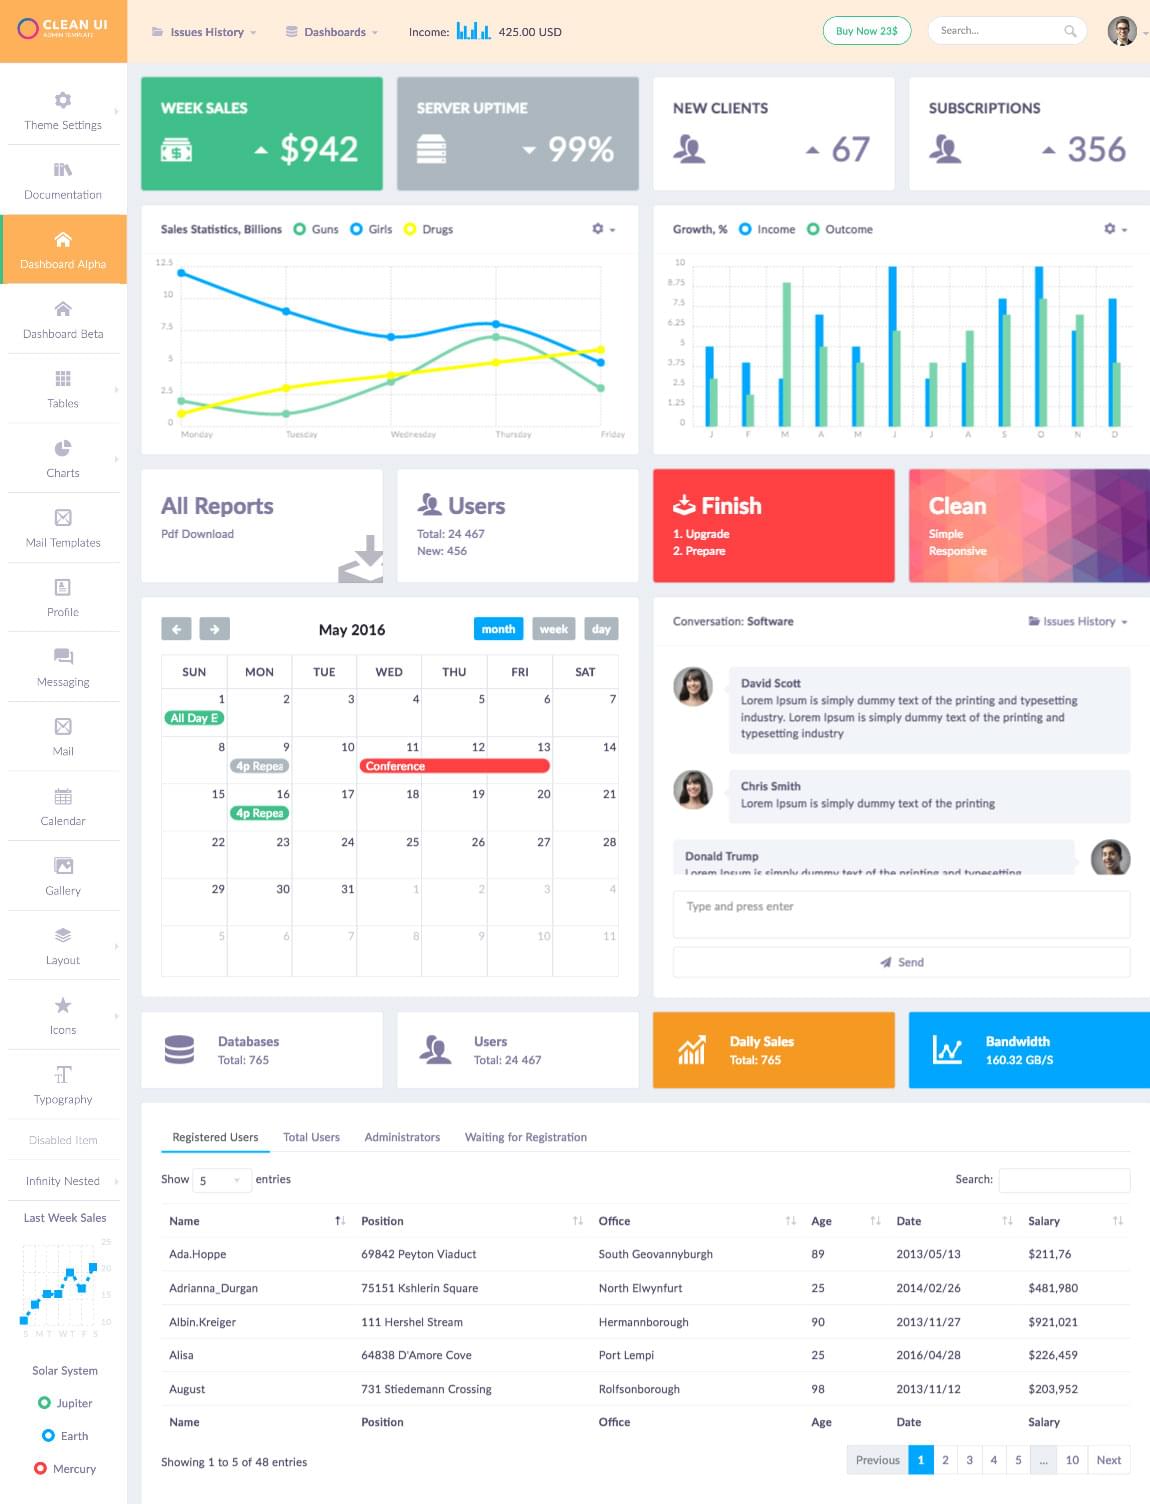 CLEAN UI
ADMIN TEMPLATE
Issues History
Dashboards
Income:
425.00 USD
Buy Now 23$
Search...
Theme Settings
Documentation
Dashboard Alpha
Dashboard Beta
Tables
Charts
Mail Templates
Profile
Messaging
Mail
Calendar
Gallery
Layout
Icons
Typography
Disabled Item
Infinity Nested
Last Week Sales
25
20
15
10
S M T W T F S
Solar System
Jupiter
Earth
Mercury
WEEK SALES
$942
SERVER UPTIME
99%
NEW CLIENTS
67
SUBSCRIPTIONS
356
Sales Statistics, Billions Guns Girls Drugs
12.5
10
7.5
5
2.5
0
Monday Tuesday Wednesday Thursday Friday
Growth, % Income Outcome
10
8.75
7.5
6.25
5
3.75
2.5
1.25
0
J F M A M J J A S O N D
All Reports
Pdf Download
Users
Total: 24 467
New: 456
Finish
1. Upgrade
2. Prepare
Clean
Simple
Responsive
May 2016
month week day
SUN MON TUE WED THU FRI SAT
1 2 3 4 5 6 7
All Day E
8 9 10 11 12 13 14
4p Repea Conference
15 16 17 18 19 20 21
4p Repea
22 23 24 25 26 27 28
29 30 31 1 2 3 4
5 6 7 8 9 10 11
Conversation: Software
Issues History
David Scott
Lorem Ipsum is simply dummy text of the printing and typesetting
industry. Lorem Ipsum is simply dummy text of the printing and
typesetting industry
Chris Smith
Lorem Ipsum is simply dummy text of the printing
Donald Trump
Lorem Ipsum is simply dummy text of the printing and typesetting
Type and press enter
Send
Databases
Total: 765
Users
Total: 24 467
Daily Sales
Total: 765
Bandwidth
160.32 GB/S
Registered Users Total Users Administrators Waiting for Registration
Show 5 entries
Search:
Name Position Office Age Date Salary
Ada.Hoppe 69842 Peyton Viaduct South Geovannyburgh 89 2013/05/13 $211,76
Adrianna_Durgan 75151 Kshlerin Square North Elwynfurt 25 2014/02/26 $481,980
Albin.Kreiger 111 Hershel Stream Hermannborough 90 2013/11/27 $921,021
Alisa 64838 D'Amore Cove Port Lempi 25 2016/04/28 $226,459
August 731 Stiedemann Crossing Rolfsonborough 98 2013/11/12 $203,952
Name Position Office Age Date Salary
Showing 1 to 5 of 48 entries
Previous 1 2 3 4 5 ... 10 Next